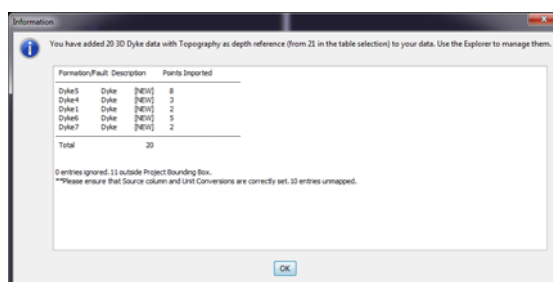 Information
You have added 20 3D Dyke data with Topography as depth reference (from 21 in the table selection) to your data. Use the Explorer to manage them.
Formation/Fault Description Points Imported
Dyke5 Dyke [NEW] 8
Dyke4 Dyke [NEW] 3
Dyke1 Dyke [NEW] 2
Dyke6 Dyke [NEW] 5
Dyke7 Dyke [NEW] 2
Total 20
0 entries ignored. 11 outside Project Bounding Box.
**Please ensure that Source column and Unit Conversions are correctly set. 10 entries unmapped.
OK